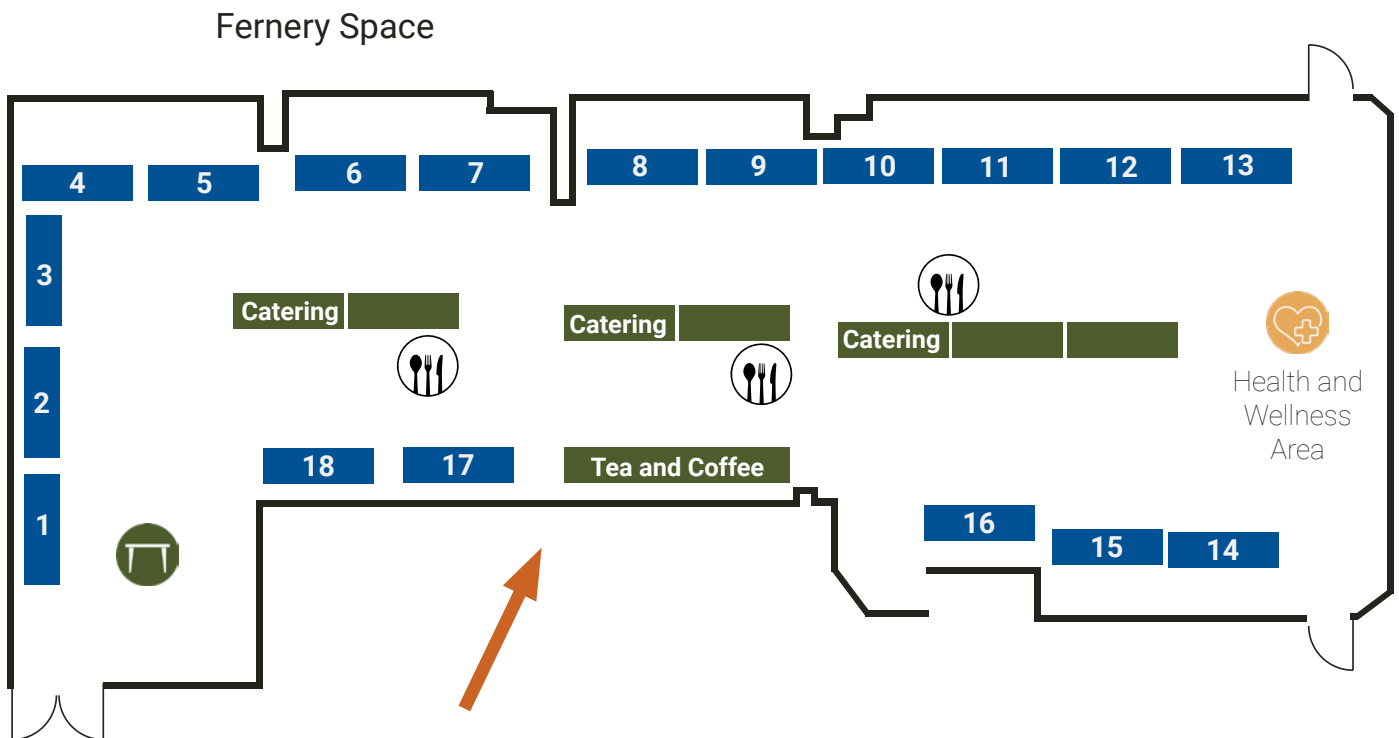 Fernery Space
4
5
6
7
8
9
10
11
12
13
3
Catering
Catering
Catering
2
Health and
Wellness
Area
18
17
Tea and Coffee
1
16
15
14